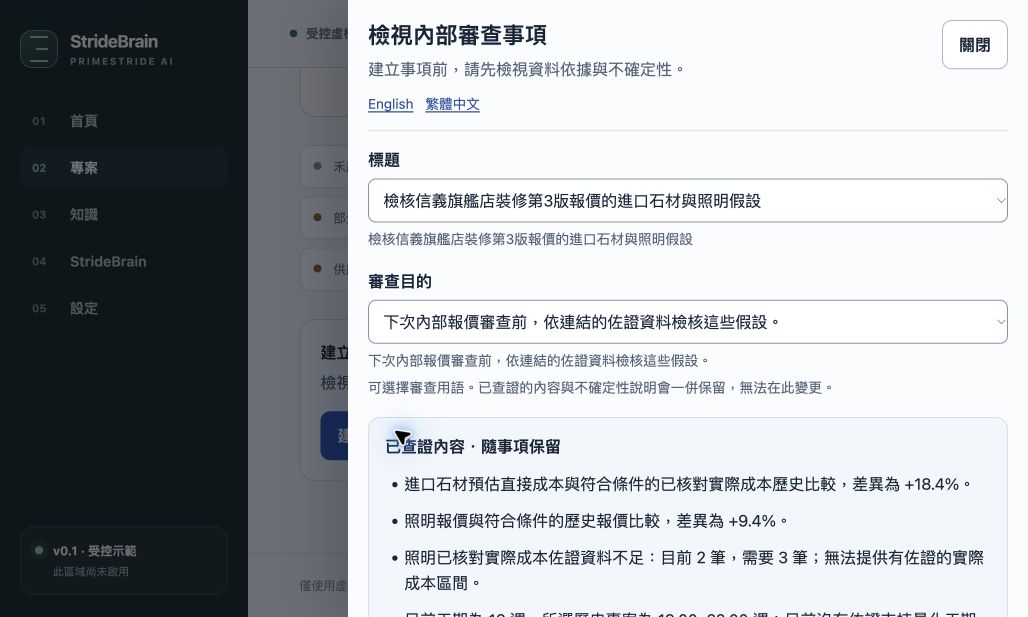 StrideBrain
PRIMESTRIDE AI
01 首頁
02 專案
03 知識
04 StrideBrain
05 設定
v0.1 · 受控示範
此區域尚未啟用
受控虛
禾
部
供
建立
檢視
建
僅使用虛
檢視內部審查事項
建立事項前，請先檢視資料依據與不確定性。
關閉
English 繁體中文
標題
檢核信義旗艦店裝修第3版報價的進口石材與照明假設
檢核信義旗艦店裝修第3版報價的進口石材與照明假設
審查目的
下次內部報價審查前，依連結的佐證資料檢核這些假設。
下次內部報價審查前，依連結的佐證資料檢核這些假設。
可選擇審查用語。已查證的內容與不確定性說明會一併保留，無法在此變更。
已查證內容 · 隨事項保留
• 進口石材預估直接成本與符合條件的已核對實際成本歷史比較，差異為 +18.4%。
• 照明報價與符合條件的歷史報價比較，差異為 +9.4%。
• 照明已核對實際成本佐證資料不足：目前 2 筆，需要 3 筆；無法提供有佐證的實際
成本區間。